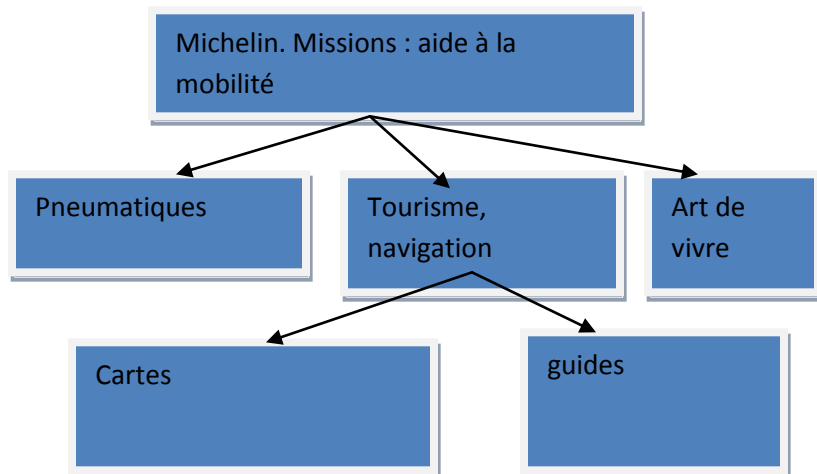 Michelin. Missions : aide à la
mobilité
Pneumatiques
Tourisme,
navigation
Art de
vivre
Cartes
guides